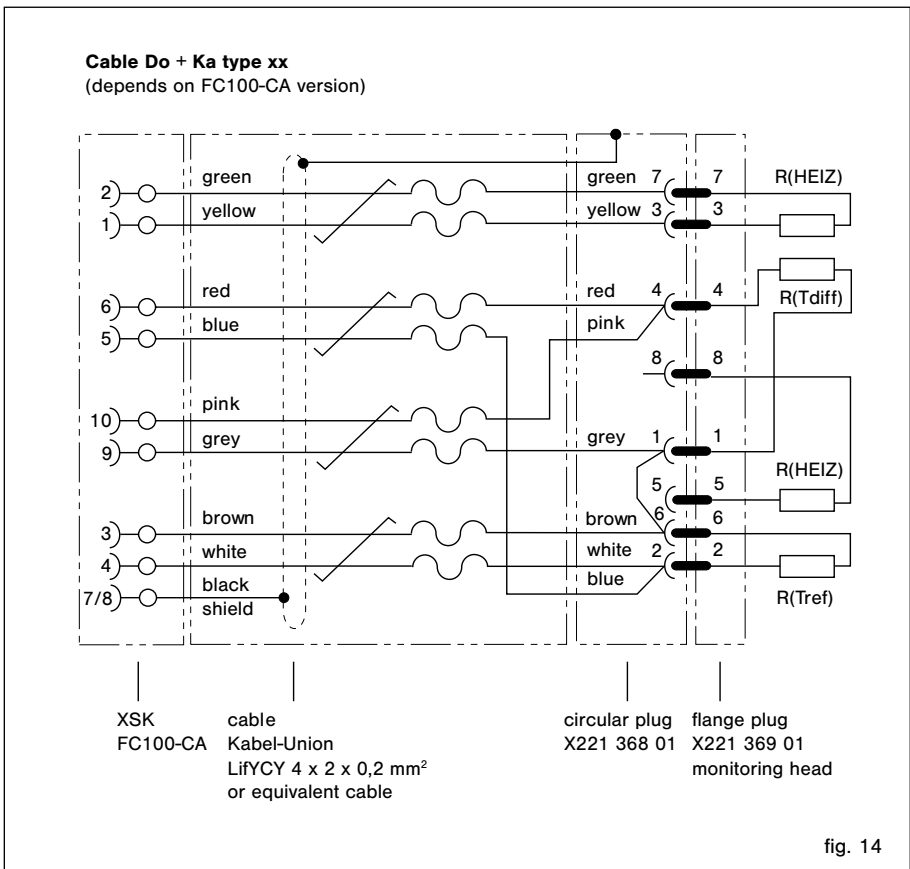 Cable Do + Ka type xx
(depends on FC100-CA version)
green green 7 7 R(HEIZ)
2
yellow yellow 3 3
1
R(Tdiff)
red red 4 4
6
blue pink
5
8 8
pink
10
grey grey 1 1
9
R(HEIZ)
5 5
brown brown 6 6
3
white white 2 2
4
black blue
7/8
shield R(Tref)
XSK cable circular plug flange plug
FC100-CA Kabel-Union X221 368 01 X221 369 01
LifYCY 4 x 2 x 0,2 mm² monitoring head
or equivalent cable
fig. 14